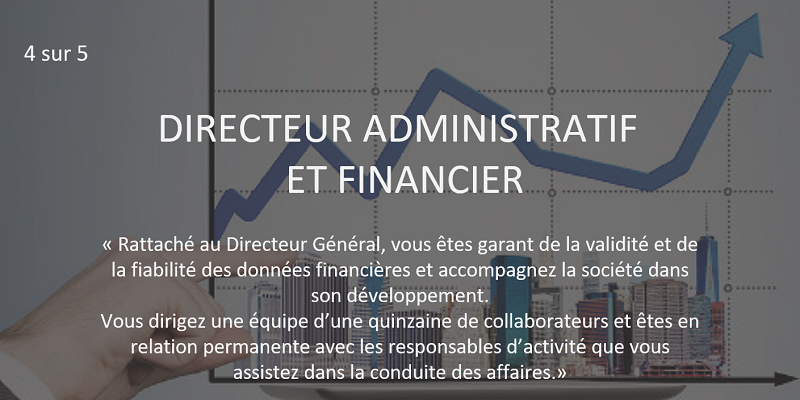 4 sur 5
DIRECTEUR ADMINISTRATIF
ET FINANCIER
« Rattaché au Directeur Général, vous êtes garant de la validité et de
la fiabilité des données financières et accompagnez la société dans
son développement.
Vous dirigez une équipe d’une quinzaine de collaborateurs et êtes en
relation permanente avec les responsables d’activité que vous
assistez dans la conduite des affaires.»